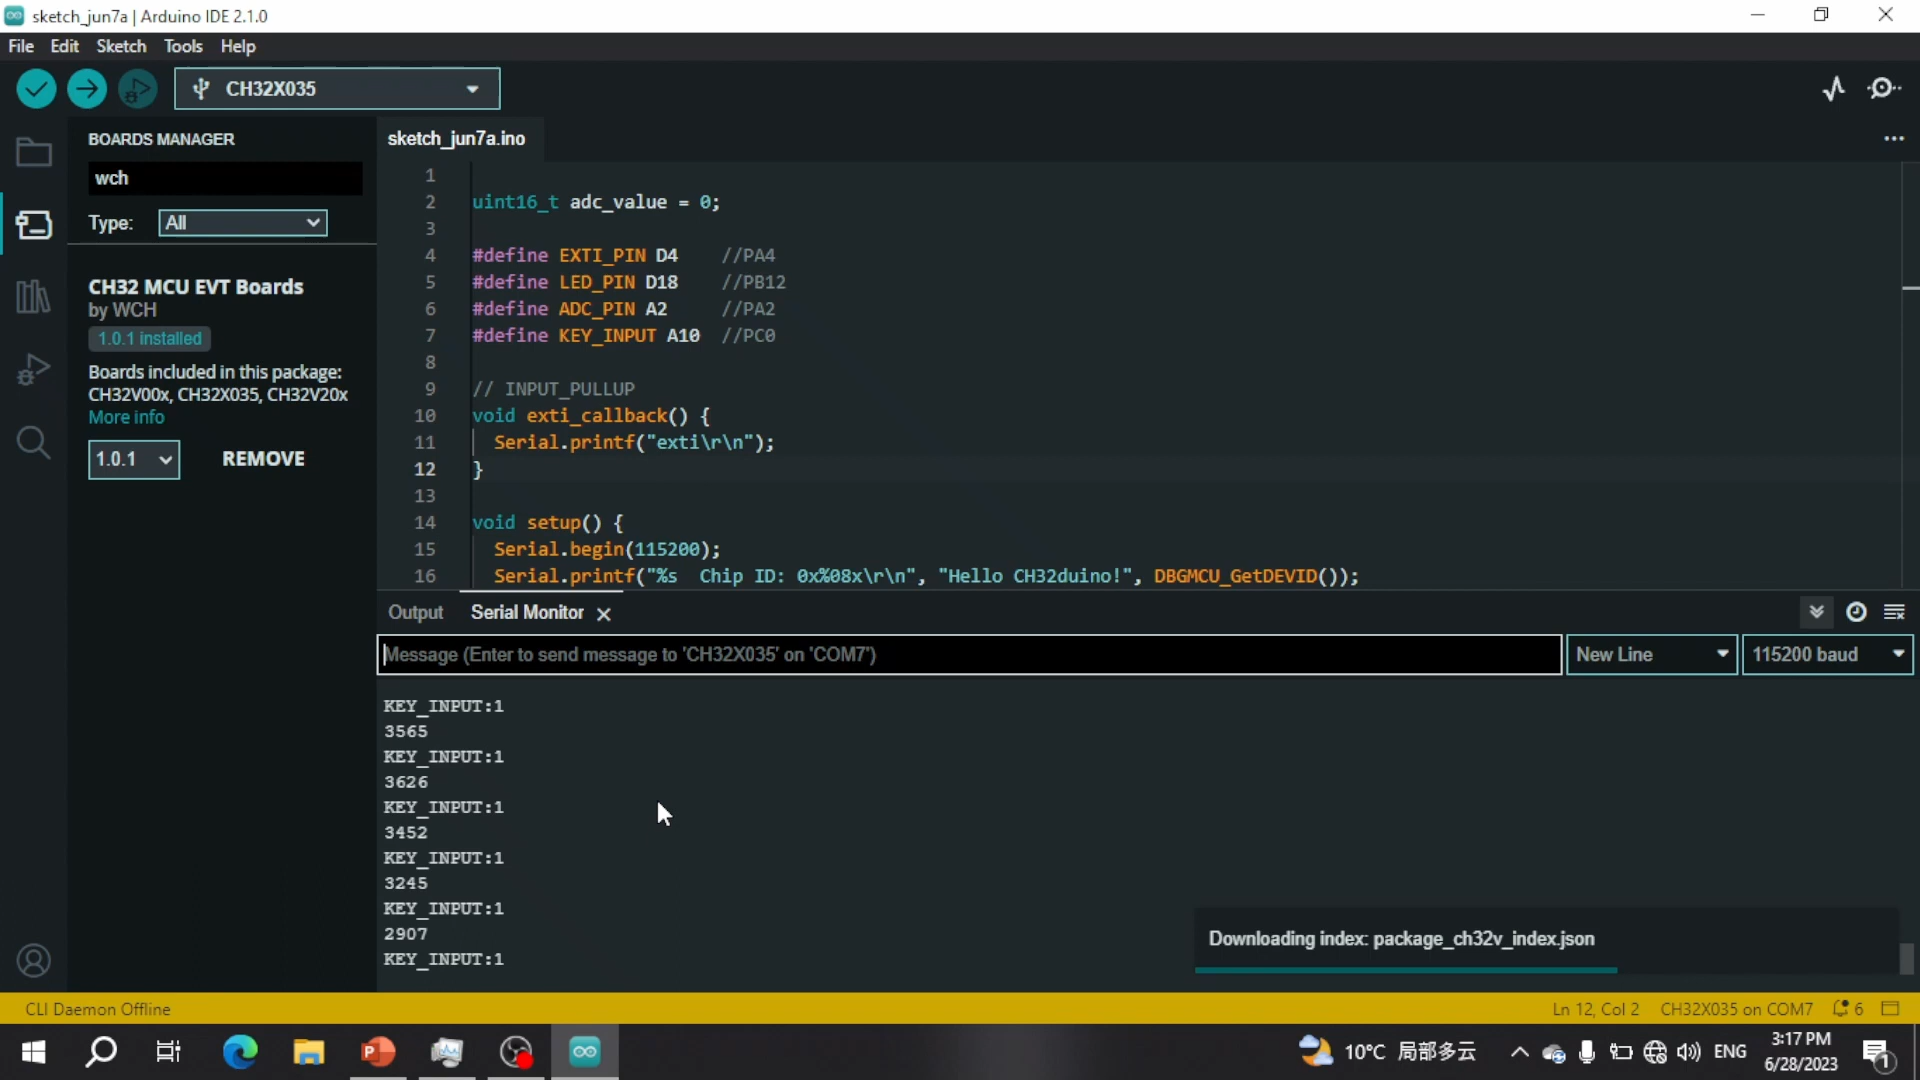 sketch_jun7a | Arduino IDE 2.1.0
File Edit Sketch Tools Help
CH32X035
BOARDS MANAGER
wch
Type: All
CH32 MCU EVT Boards
by WCH
1.0.1 installed
Boards included in this package:
CH32V00x, CH32X035, CH32V20x
More info
1.0.1 REMOVE
sketch_jun7a.ino
1
2 uint16_t adc_value = 0;
3
4 #define EXTI_PIN D4 //PA4
5 #define LED_PIN D18 //PB12
6 #define ADC_PIN A2 //PA2
7 #define KEY_INPUT A10 //PC0
8
9 // INPUT_PULLUP
10 void exti_callback() {
11 Serial.printf("exti\r\n");
12 }
13
14 void setup() {
15 Serial.begin(115200);
16 Serial.printf("%s Chip ID: 0x%08x\r\n", "Hello CH32duino!", DBGMCU_GetDEVID());
Output Serial Monitor
Message (Enter to send message to 'CH32X035' on 'COM7') New Line 115200 baud
KEY_INPUT:1
3565
KEY_INPUT:1
3626
KEY_INPUT:1
3452
KEY_INPUT:1
3245
KEY_INPUT:1
2907
KEY_INPUT:1
Downloading index: package_ch32v_index.json
CLI Daemon Offline Ln 12, Col 2 CH32X035 on COM7 6
10°C 局部多云 ENG 3:17 PM
6/28/2023 1